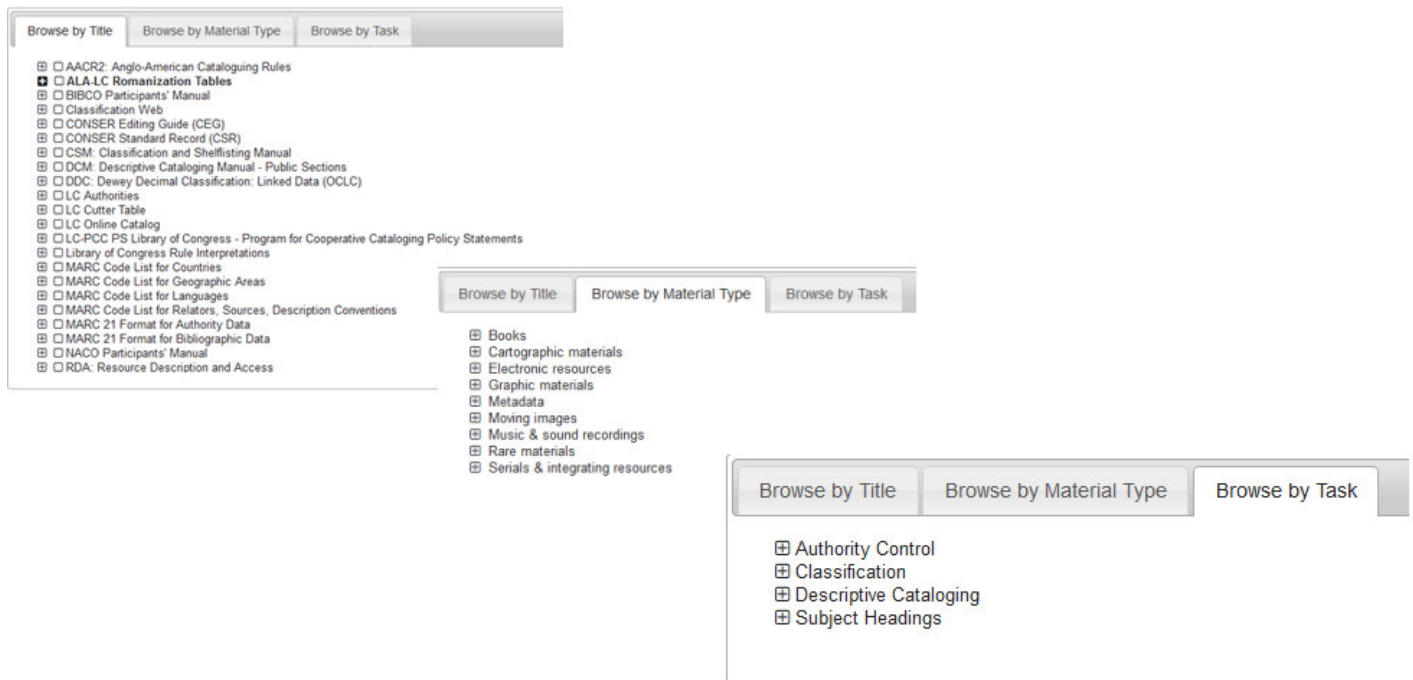 Browse by Title Browse by Material Type Browse by Task
AACR2: Anglo-American Cataloguing Rules
ALA-LC Romanization Tables
BIBCO Participants' Manual
Classification Web
CONSER Editing Guide (CEG)
CONSER Standard Record (CSR)
CSM: Classification and Shelflisting Manual
DCM: Descriptive Cataloging Manual - Public Sections
DDC: Dewey Decimal Classification: Linked Data (OCLC)
LC Authorities
LC Cutter Table
LC Online Catalog
LC-PCC PS Library of Congress - Program for Cooperative Cataloging Policy Statements
Library of Congress Rule Interpretations
MARC Code List for Countries
MARC Code List for Geographic Areas
MARC Code List for Languages
MARC Code List for Relators, Sources, Description Conventions
MARC 21 Format for Authority Data
MARC 21 Format for Bibliographic Data
NACO Participants' Manual
RDA: Resource Description and Access
Browse by Title Browse by Material Type Browse by Task
Books
Cartographic materials
Electronic resources
Graphic materials
Metadata
Moving images
Music & sound recordings
Rare materials
Serials & integrating resources
Browse by Title Browse by Material Type Browse by Task
Authority Control
Classification
Descriptive Cataloging
Subject Headings